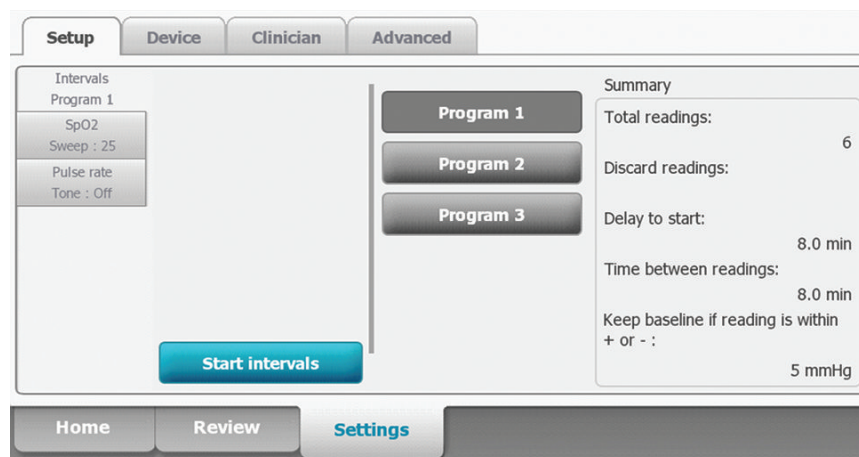 Setup
Device
Clinician
Advanced
Intervals
Program 1
SpO2
Sweep : 25
Pulse rate
Tone : Off
Start intervals
Program 1
Program 2
Program 3
Summary
Total readings:
6
Discard readings:
Delay to start:
8.0 min
Time between readings:
8.0 min
Keep baseline if reading is within
+ or - :
5 mmHg
Home
Review
Settings